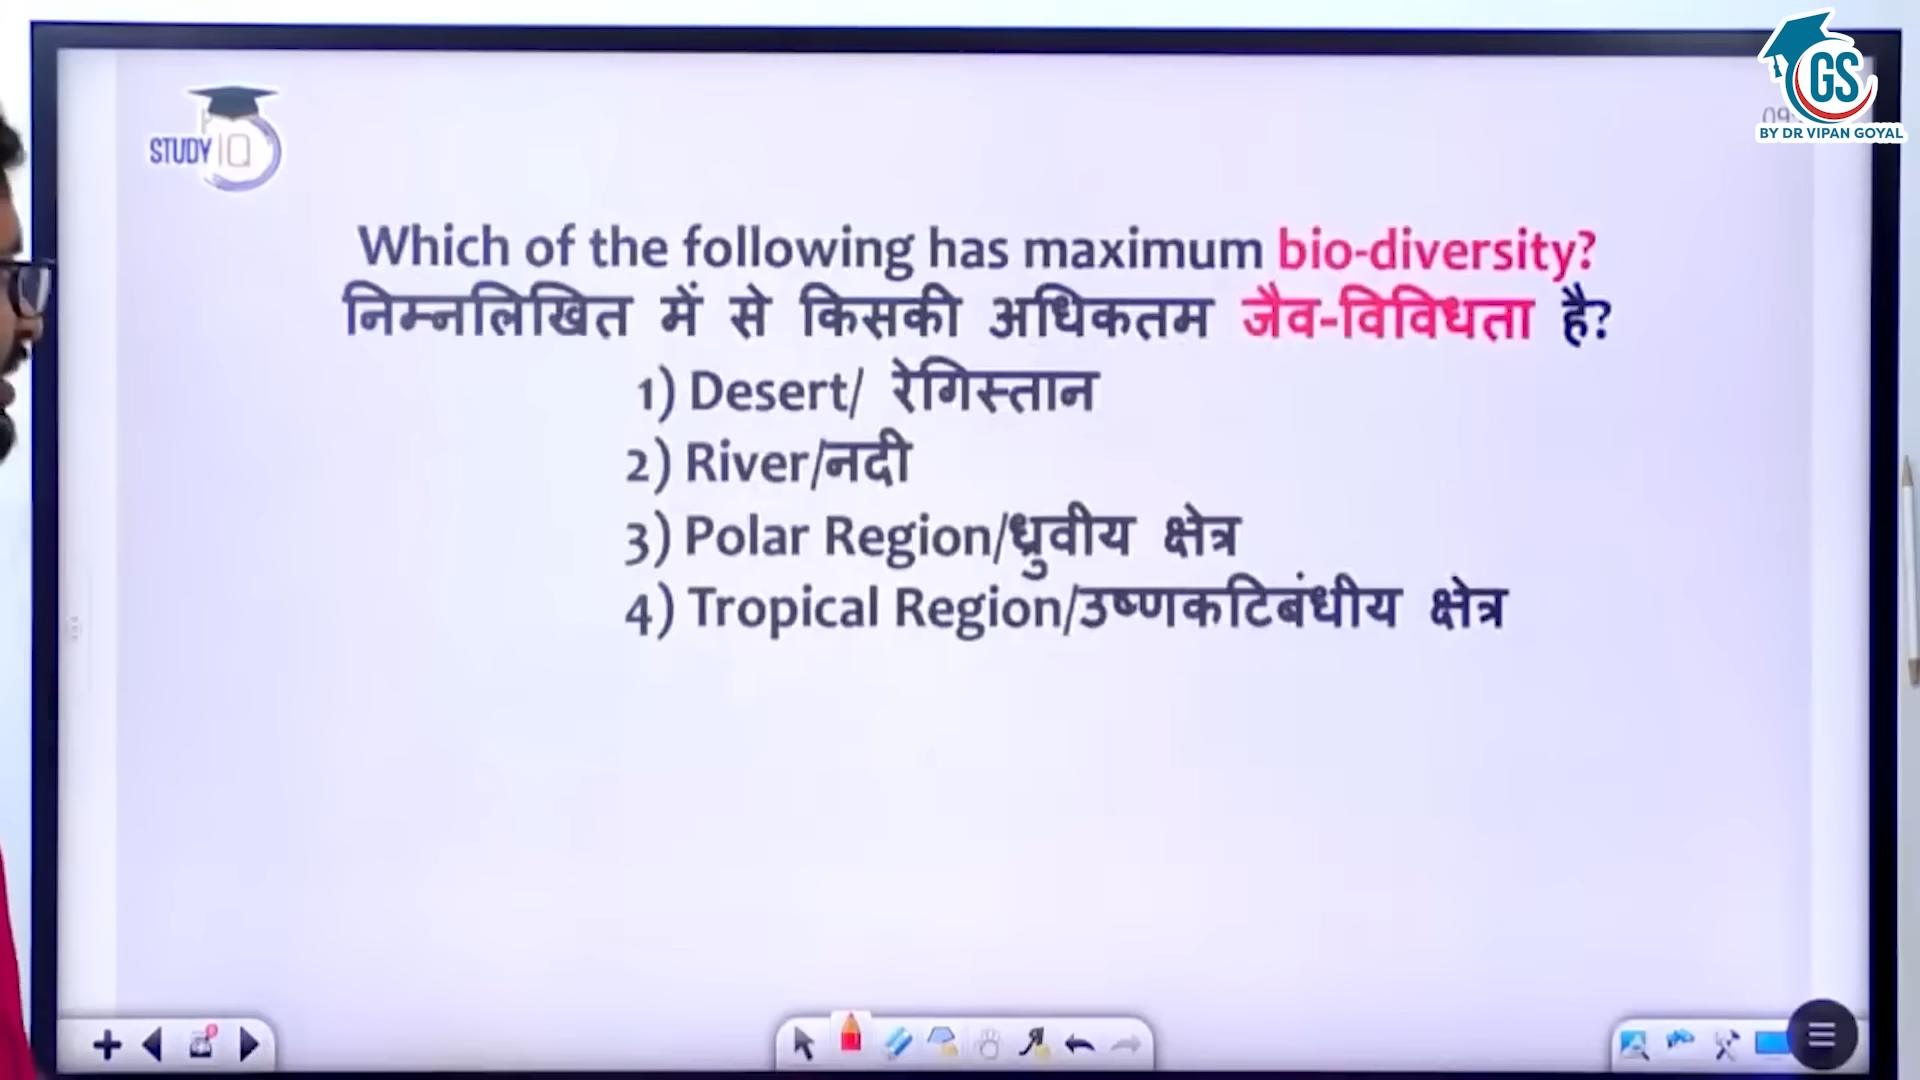 STUDY IQ
GS
BY DR VIPAN GOYAL
Which of the following has maximum bio-diversity?
निम्नलिखित में से किसकी अधिकतम जैव-विविधता है?
1) Desert/ रेगिस्तान
2) River/नदी
3) Polar Region/ध्रुवीय क्षेत्र
4) Tropical Region/उष्णकटिबंधीय क्षेत्र